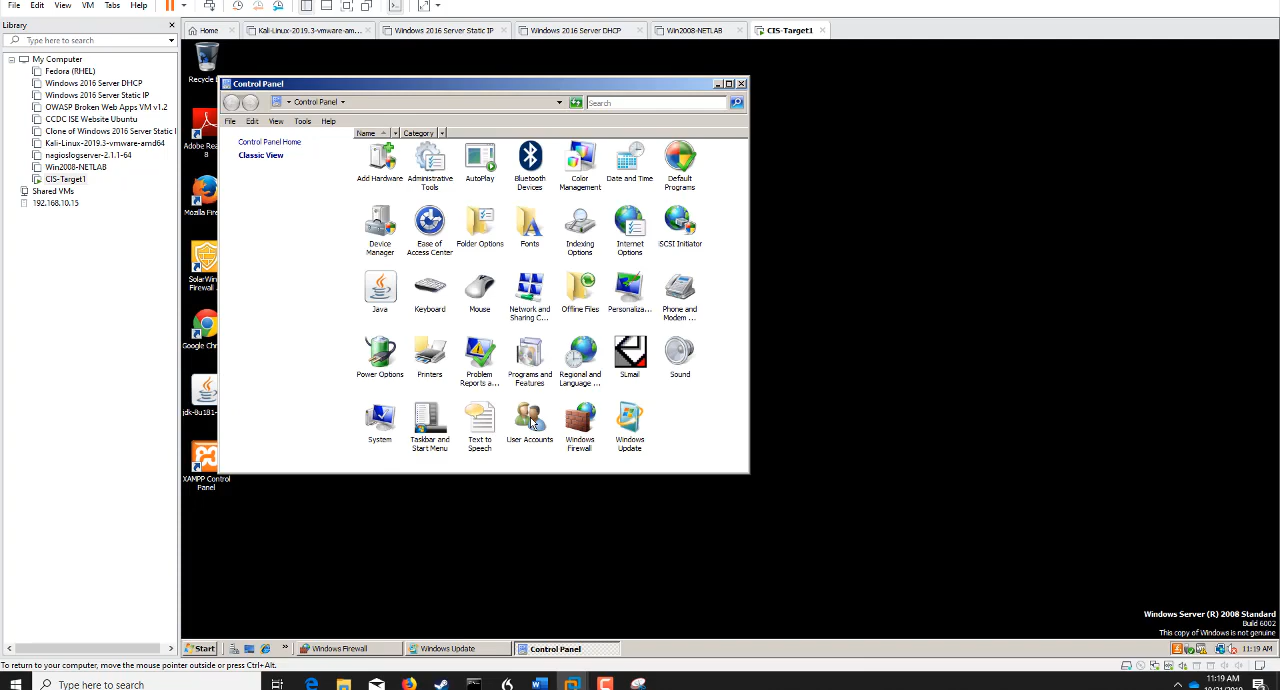 File Edit View VM Tabs Help
Library
Type here to search
Home Kali-Linux-2019.3-vmware-am... Windows 2016 Server Static IP Windows 2016 Server DHCP Win2008-NETLAB CIS-Target1
My Computer
Fedora (RHEL)
Windows 2016 Server DHCP
Windows 2016 Server Static IP
OWASP Broken Web Apps VM v1.2
CCDC ISE Website Ubuntu
Clone of Windows 2016 Server Static I
Kali-Linux-2019.3-vmware-amd64
nagioslogserver-2.1.1-64
Win2008-NETLAB
CIS-Target1
Shared VMs
192.168.10.15
Recycle
Adobe Rea
8
Mozilla Fire
SolarWin
Firewall .
Google Chr
jdk-8u181-
XAMPP Control
Panel
Control Panel
Control Panel
Search
File Edit View Tools Help
Control Panel Home
Classic View
Name Category
Add Hardware
Administrative
Tools
AutoPlay
Bluetooth
Devices
Color
Management
Date and Time
Default
Programs
Device
Manager
Ease of
Access Center
Folder Options
Fonts
Indexing
Options
Internet
Options
iSCSI Initiator
Java
Keyboard
Mouse
Network and
Sharing C...
Offline Files
Personaliza...
Phone and
Modem ...
Power Options
Printers
Problem
Reports a...
Programs and
Features
Regional and
Language ...
SLmail
Sound
System
Taskbar and
Start Menu
Text to
Speech
User Accounts
Windows
Firewall
Windows
Update
Windows Server (R) 2008 Standard
Build 6002
This copy of Windows is not genuine
Start Windows Firewall Windows Update Control Panel 11:19 AM
To return to your computer, move the mouse pointer outside or press Ctrl+Alt.
Type here to search
11:19 AM